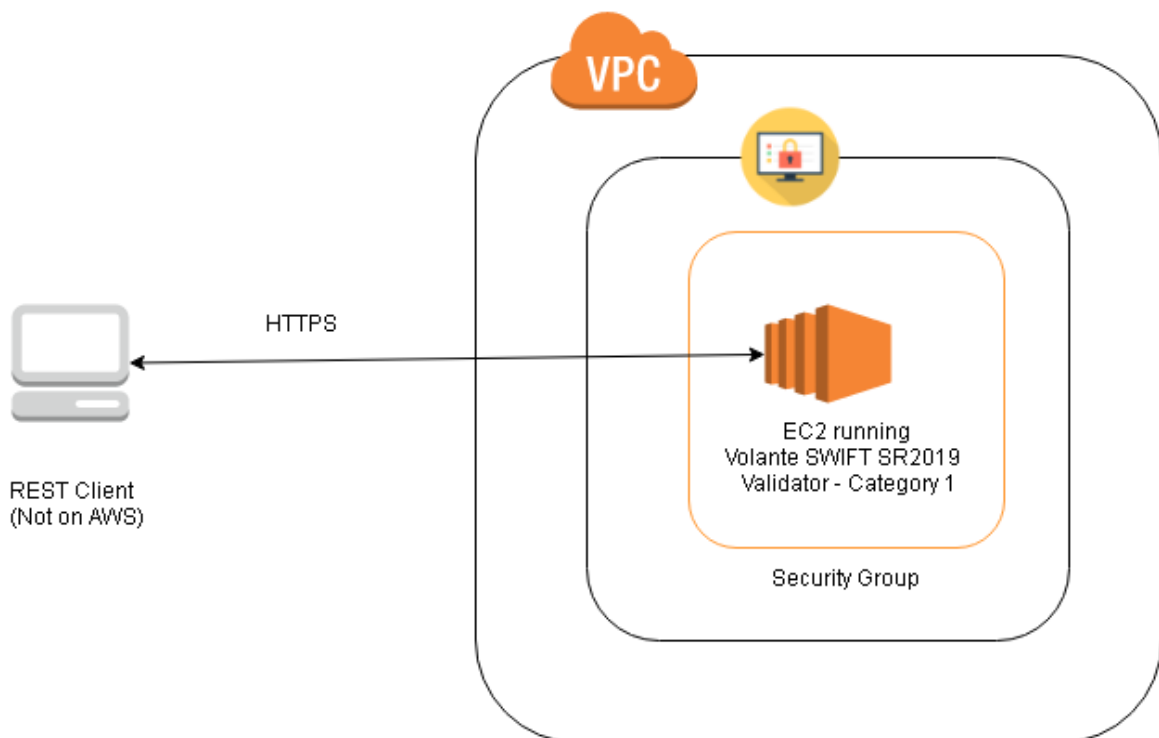 VPC
HTTPS
REST Client
(Not on AWS)
EC2 running
Volante SWIFT SR2019
Validator - Category 1
Security Group